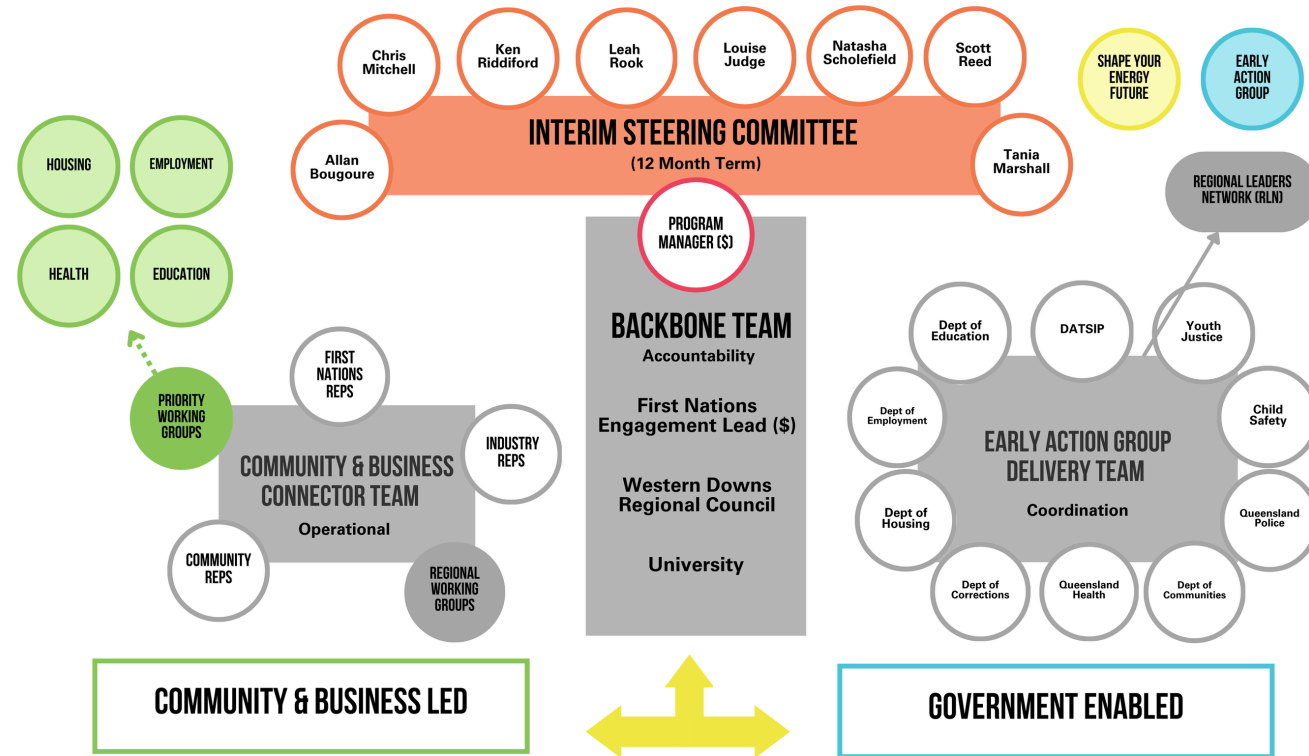 Chris
Mitchell
Ken
Riddiford
Leah
Rook
Louise
Judge
Natasha
Scholefield
Scott
Reed
SHAPE YOUR
ENERGY
FUTURE
EARLY
ACTION
GROUP
HOUSING
EMPLOYMENT
Allan
Bougoure
INTERIM STEERING COMMITTEE
(12 Month Term)
Tania
Marshall
REGIONAL LEADERS
NETWORK (RLN)
HEALTH
EDUCATION
PROGRAM
MANAGER ($)
BACKBONE TEAM
Accountability
First Nations
Engagement Lead ($)
Western Downs
Regional Council
University
FIRST
NATIONS
REPS
PRIORITY
WORKING
GROUPS
INDUSTRY
REPS
COMMUNITY & BUSINESS
CONNECTOR TEAM
Operational
COMMUNITY
REPS
REGIONAL
WORKING
GROUPS
Dept of
Education
DATSIP
Youth
Justice
Dept of
Employment
Child
Safety
EARLY ACTION GROUP
DELIVERY TEAM
Coordination
Dept of
Housing
Queensland
Police
Dept of
Corrections
Queensland
Health
Dept of
Communities
COMMUNITY & BUSINESS LED
GOVERNMENT ENABLED